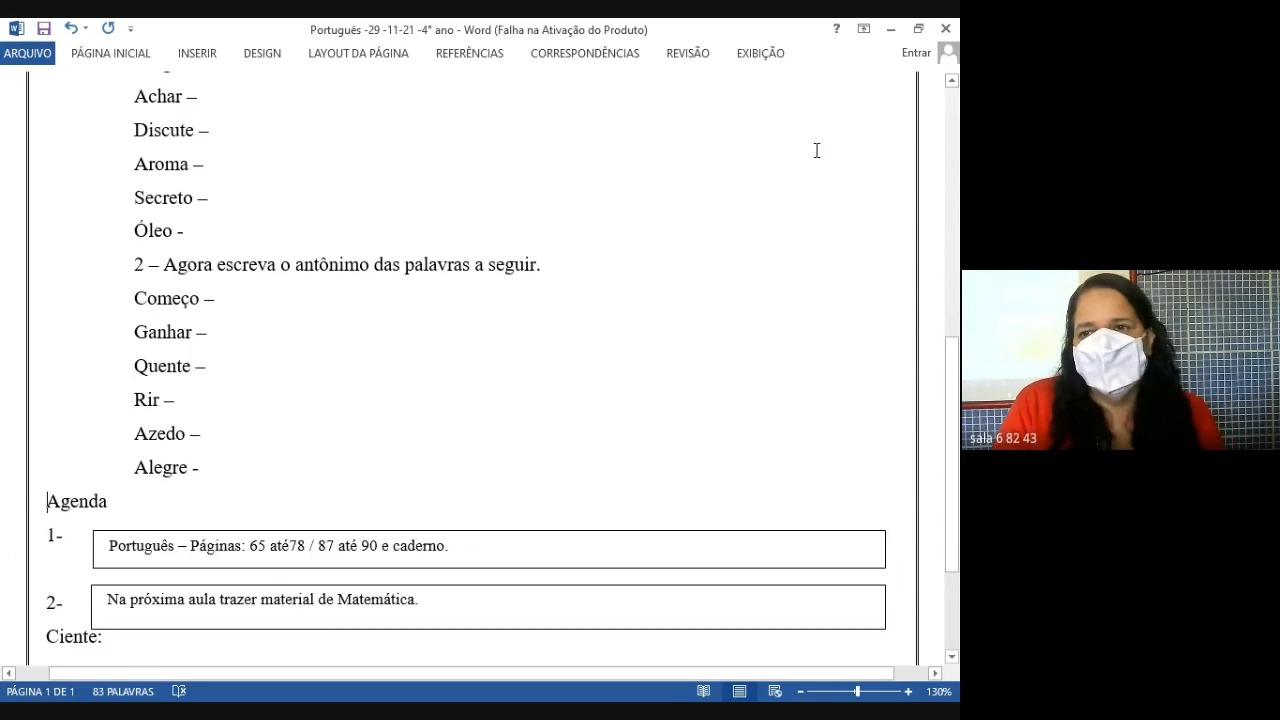 Português -29 -11-21 -4° ano - Word (Falha na Ativação do Produto)
ARQUIVO PÁGINA INICIAL INSERIR DESIGN LAYOUT DA PÁGINA REFERÊNCIAS CORRESPONDÊNCIAS REVISÃO EXIBIÇÃO Entrar
Achar –
Discute –
Aroma –
Secreto –
Óleo -
2 – Agora escreva o antônimo das palavras a seguir.
Começo –
Ganhar –
Quente –
Rir –
Azedo –
Alegre -
Agenda
1- Português – Páginas: 65 até78 / 87 até 90 e caderno.
2- Na próxima aula trazer material de Matemática.
Ciente:
PÁGINA 1 DE 1 83 PALAVRAS 130%
sala 6 82 43